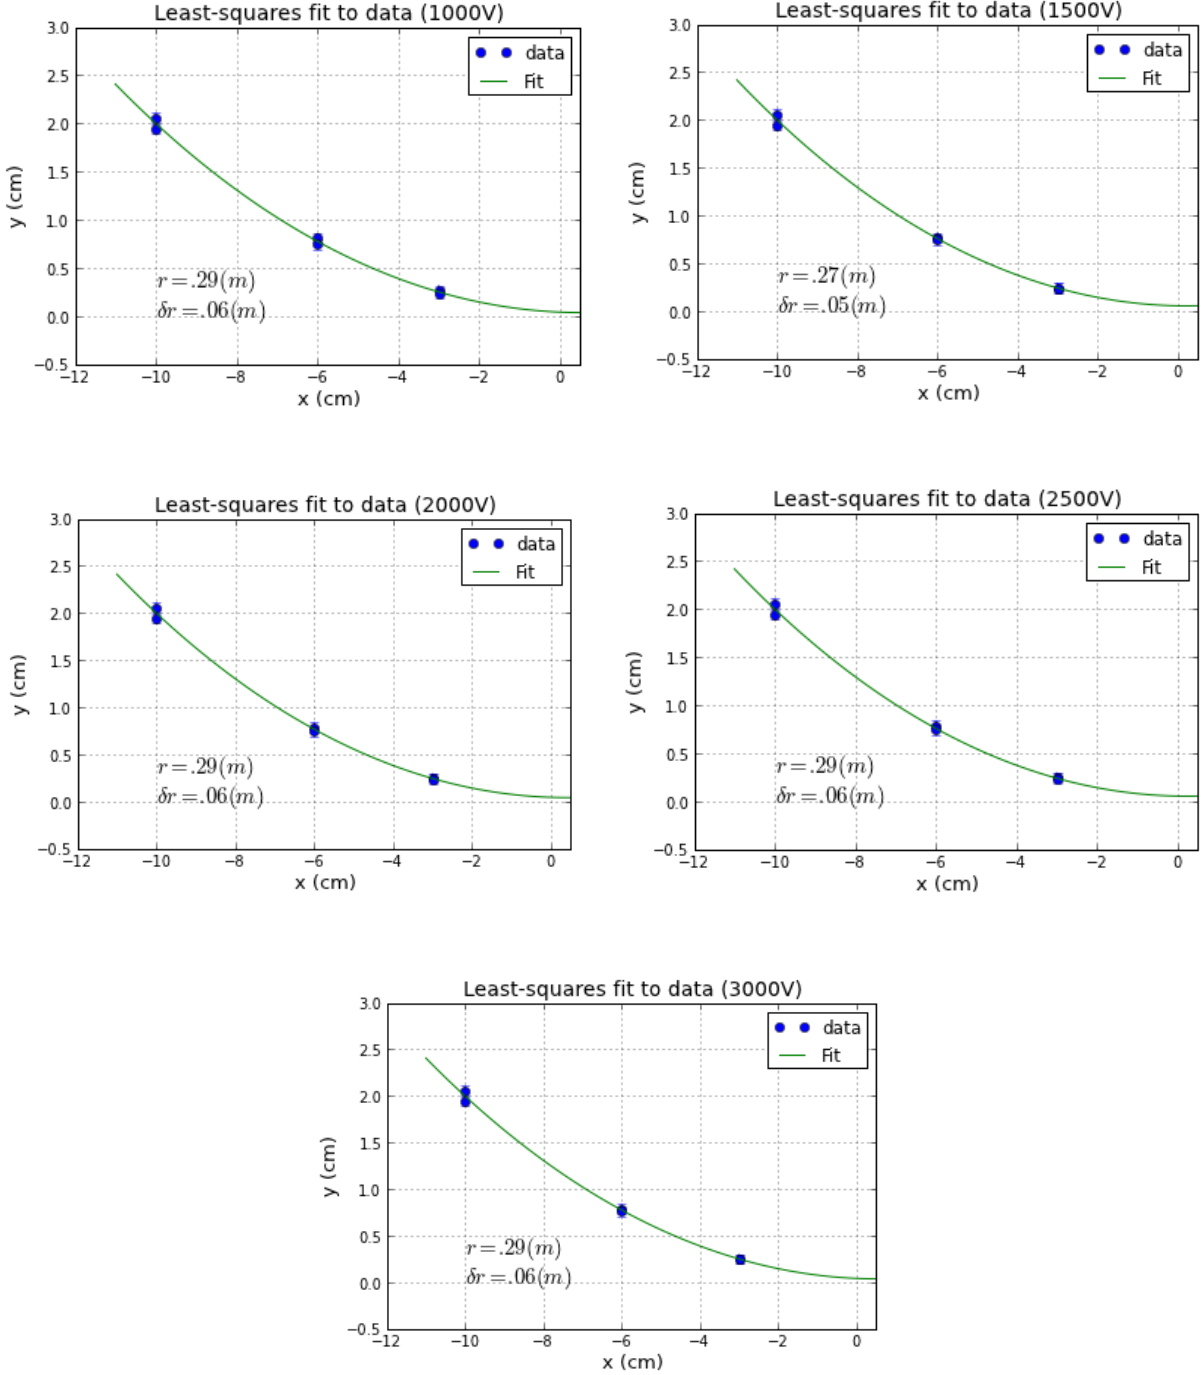 Least-squares fit to data (1000V)
3.0
2.5
2.0
1.5
1.0
0.5
0.0
−0.5
y (cm)
data
Fit
r = .29(m)
δr = .06(m)
−12 −10 −8 −6 −4 −2 0
x (cm)
Least-squares fit to data (1500V)
3.0
2.5
2.0
1.5
1.0
0.5
0.0
−0.5
y (cm)
data
Fit
r = .27(m)
δr = .05(m)
−12 −10 −8 −6 −4 −2 0
x (cm)
Least-squares fit to data (2000V)
3.0
2.5
2.0
1.5
1.0
0.5
0.0
−0.5
y (cm)
data
Fit
r = .29(m)
δr = .06(m)
−12 −10 −8 −6 −4 −2 0
x (cm)
Least-squares fit to data (2500V)
3.0
2.5
2.0
1.5
1.0
0.5
0.0
−0.5
y (cm)
data
Fit
r = .29(m)
δr = .06(m)
−12 −10 −8 −6 −4 −2 0
x (cm)
Least-squares fit to data (3000V)
3.0
2.5
2.0
1.5
1.0
0.5
0.0
−0.5
y (cm)
data
Fit
r = .29(m)
δr = .06(m)
−12 −10 −8 −6 −4 −2 0
x (cm)